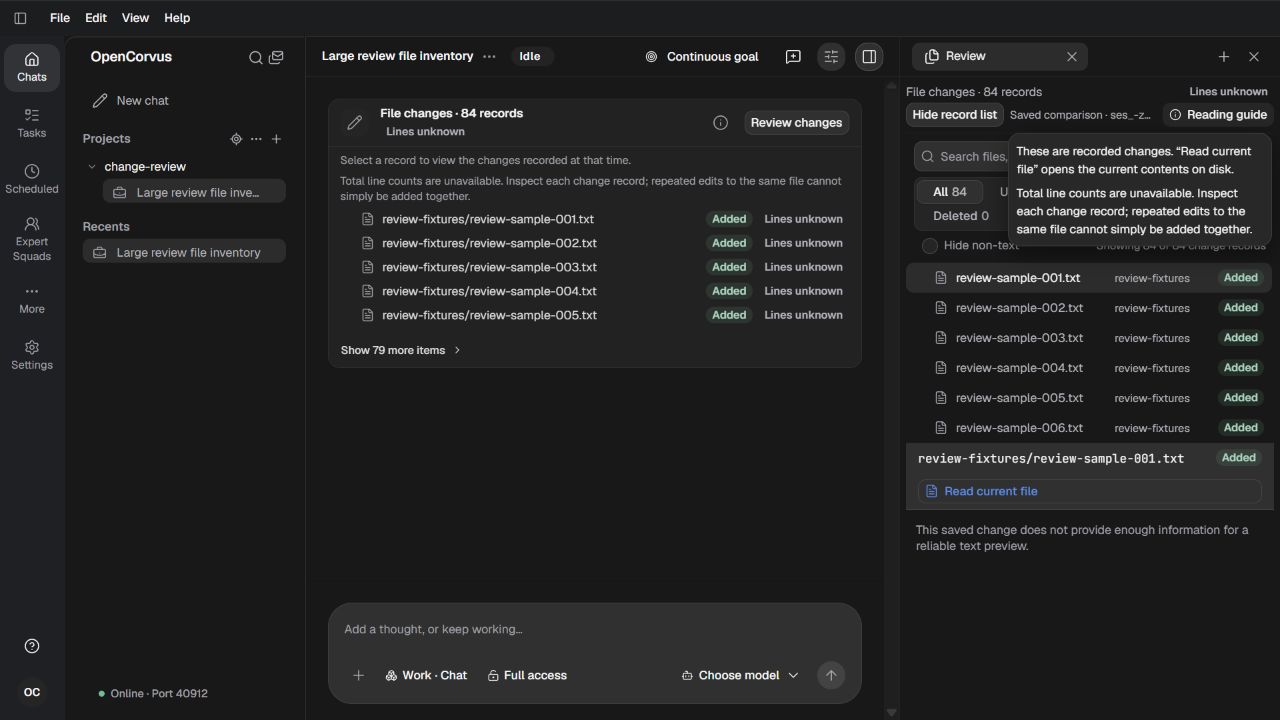 File Edit View Help
Chats
Tasks
Scheduled
Expert
Squads
More
Settings
OC
OpenCorvus
New chat
Projects
change-review
Large review file inve...
Recents
Large review file inventory
Online · Port 40912
Large review file inventory
Idle
Continuous goal
File changes · 84 records
Lines unknown
Review changes
Select a record to view the changes recorded at that time.
Total line counts are unavailable. Inspect each change record; repeated edits to the same file cannot
simply be added together.
review-fixtures/review-sample-001.txt Added Lines unknown
review-fixtures/review-sample-002.txt Added Lines unknown
review-fixtures/review-sample-003.txt Added Lines unknown
review-fixtures/review-sample-004.txt Added Lines unknown
review-fixtures/review-sample-005.txt Added Lines unknown
Show 79 more items
Add a thought, or keep working...
Work · Chat
Full access
Choose model
Review
File changes · 84 records
Lines unknown
Hide record list
Saved comparison · ses_-z...
Reading guide
These are recorded changes. “Read current
file” opens the current contents on disk.
Total line counts are unavailable. Inspect
each change record; repeated edits to the
same file cannot simply be added together.
Search files,
All 84
Deleted 0
Hide non-text
Showing 84 of 84 change records
review-sample-001.txt review-fixtures Added
review-sample-002.txt review-fixtures Added
review-sample-003.txt review-fixtures Added
review-sample-004.txt review-fixtures Added
review-sample-005.txt review-fixtures Added
review-sample-006.txt review-fixtures Added
review-fixtures/review-sample-001.txt Added
Read current file
This saved change does not provide enough information for a
reliable text preview.